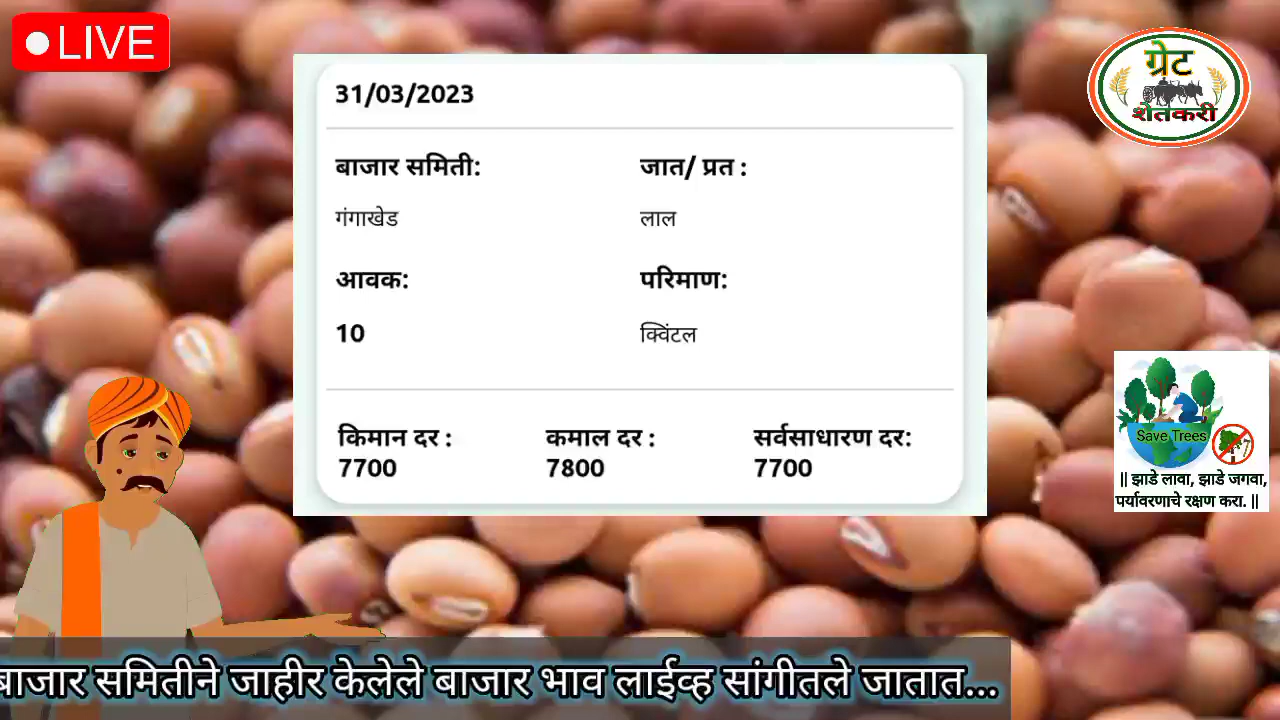 LIVE
ग्रेट
शेतकरी
31/03/2023
बाजार समिती:
जात/ प्रत :
गंगाखेड
लाल
आवक:
परिमाण:
10
क्विंटल
किमान दर :
कमाल दर :
सर्वसाधारण दर:
7700
7800
7700
Save Trees
|| झाडे लावा, झाडे जगवा,
पर्यावरणाचे रक्षण करा. ||
बाजार समितीने जाहीर केलेले बाजार भाव लाईव्ह सांगीतले जातात...